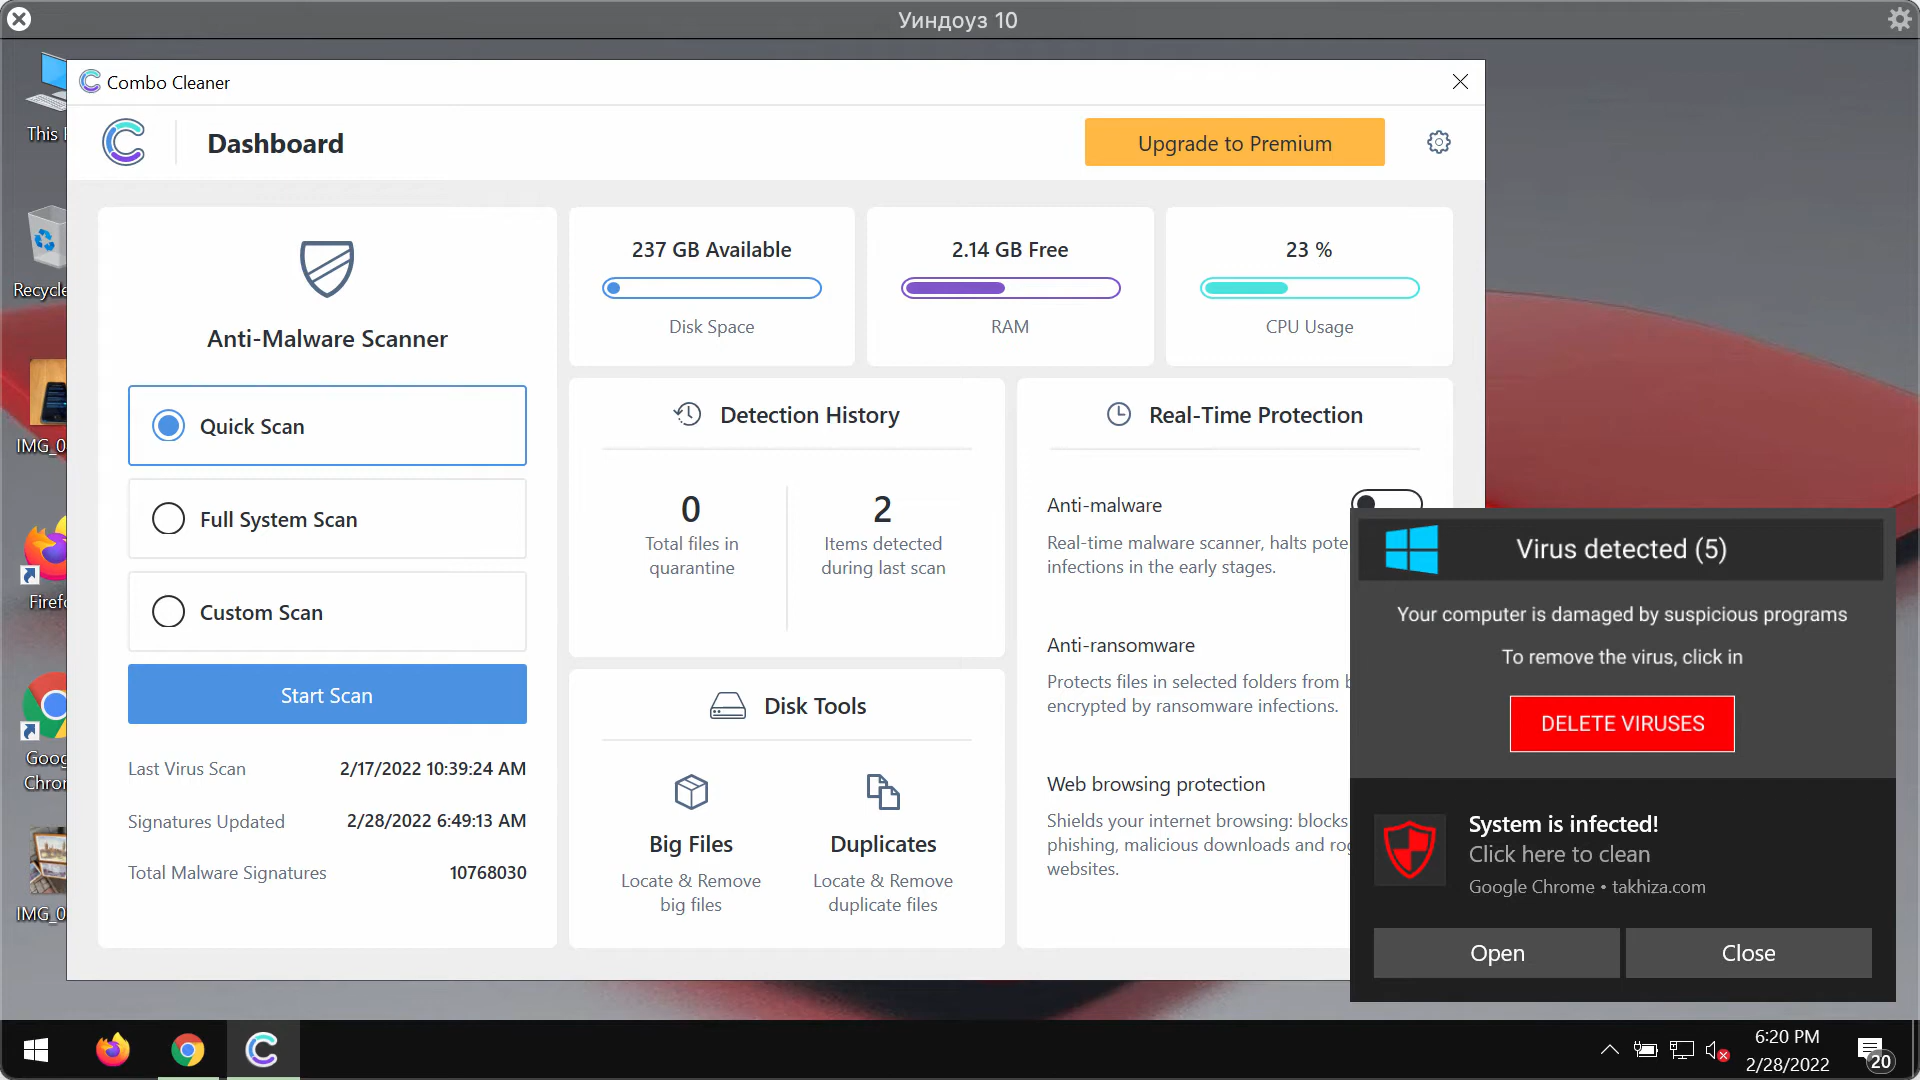 Уиндоуз 10
This
Recycle
IMG_0
Firefo
Goog
Chron
IMG_0
Combo Cleaner
Dashboard
Upgrade to Premium
Anti-Malware Scanner
Quick Scan
Full System Scan
Custom Scan
Start Scan
Last Virus Scan 2/17/2022 10:39:24 AM
Signatures Updated 2/28/2022 6:49:13 AM
Total Malware Signatures 10768030
237 GB Available
Disk Space
2.14 GB Free
RAM
23 %
CPU Usage
Detection History
0
Total files in
quarantine
2
Items detected
during last scan
Disk Tools
Big Files
Locate & Remove
big files
Duplicates
Locate & Remove
duplicate files
Real-Time Protection
Anti-malware
Real-time malware scanner, halts pote
infections in the early stages.
Anti-ransomware
Protects files in selected folders from b
encrypted by ransomware infections.
Web browsing protection
Shields your internet browsing: blocks
phishing, malicious downloads and rog
websites.
Virus detected (5)
Your computer is damaged by suspicious programs
To remove the virus, click in
DELETE VIRUSES
System is infected!
Click here to clean
Google Chrome • takhiza.com
Open
Close
6:20 PM
2/28/2022
20